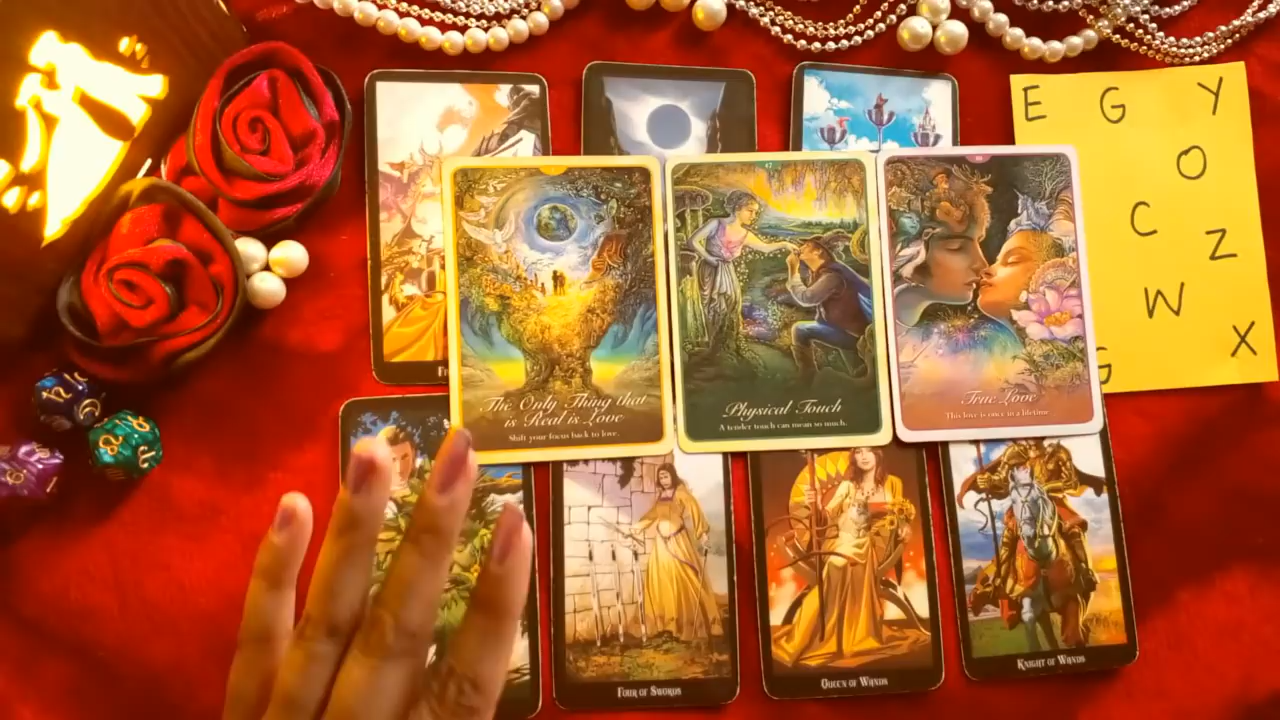 E G Y
O
C
Z
W
X
The Only Thing that
is Real is Love
Shift your focus back to love.
67
Physical Touch
A tender touch can mean so much.
True Love
This love is once in a lifetime
Four of Swords
Queen of Wands
Knight of Wands